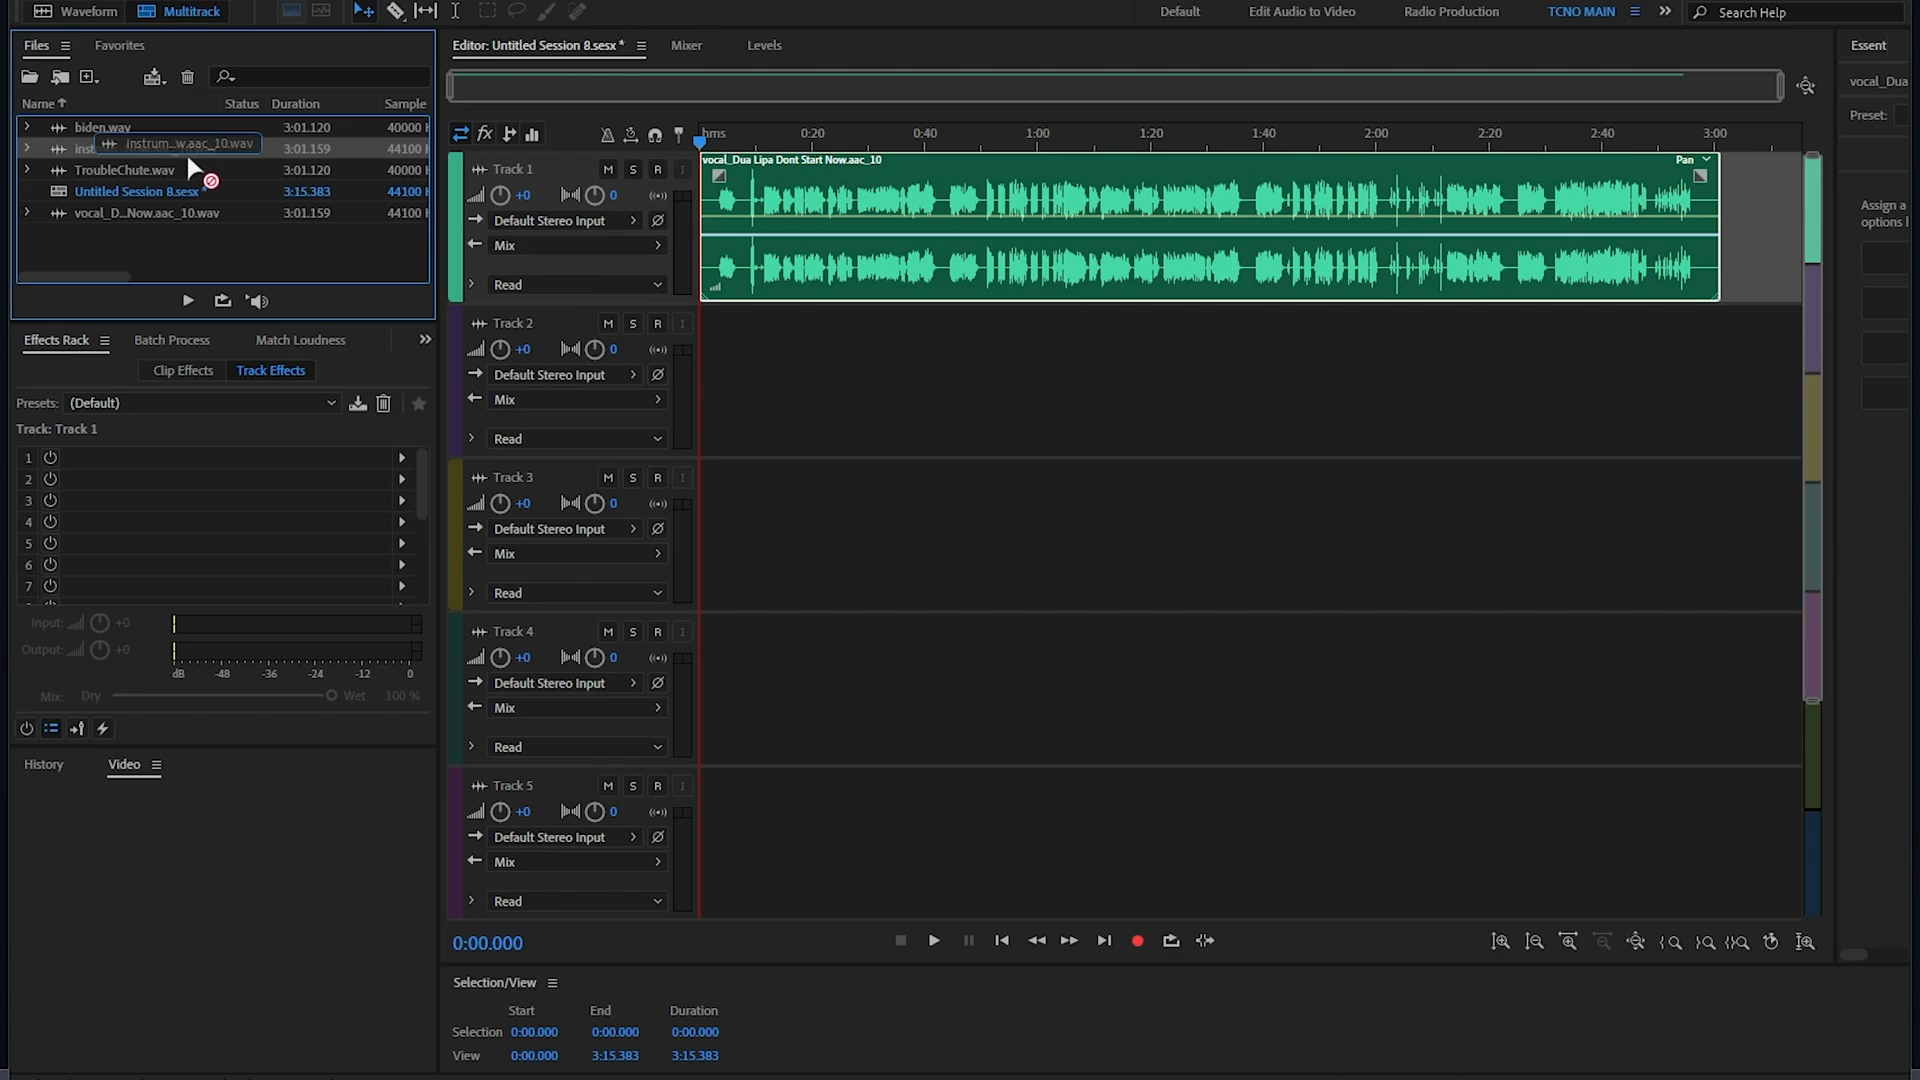 Waveform
Multitrack
Default
Edit Audio to Video
Radio Production
TCNO MAIN
Search Help
Files
Favorites
Name Status Duration Sample
biden.wav 3:01.120 40000
instrum...w.aac_10.wav
3:01.159 44100
TroubleChute.wav 3:01.120 40000
Untitled Session 8.sesx * 3:15.383 44100
vocal_D...Now.aac_10.wav 3:01.159 44100
Effects Rack
Batch Process
Match Loudness
Clip Effects
Track Effects
Presets: (Default)
Track: Track 1
1
2
3
4
5
6
7
Input: +0
Output: +0
dB -48 -36 -24 -12 0
Mix: Dry Wet 100 %
History
Video
Editor: Untitled Session 8.sesx *
Mixer
Levels
fx
hms 0:20 0:40 1:00 1:20 1:40 2:00 2:20 2:40 3:00
Track 1 M S R I
+0 0
Default Stereo Input
Mix
Read
vocal_Dua Lipa Dont Start Now.aac_10
Pan
Track 2 M S R I
+0 0
Default Stereo Input
Mix
Read
Track 3 M S R I
+0 0
Default Stereo Input
Mix
Read
Track 4 M S R I
+0 0
Default Stereo Input
Mix
Read
Track 5 M S R I
+0 0
Default Stereo Input
Mix
Read
0:00.000
Selection/View
Start End Duration
Selection 0:00.000 0:00.000 0:00.000
View 0:00.000 3:15.383 3:15.383
Essent
vocal_Dua
Preset:
Assign a
options